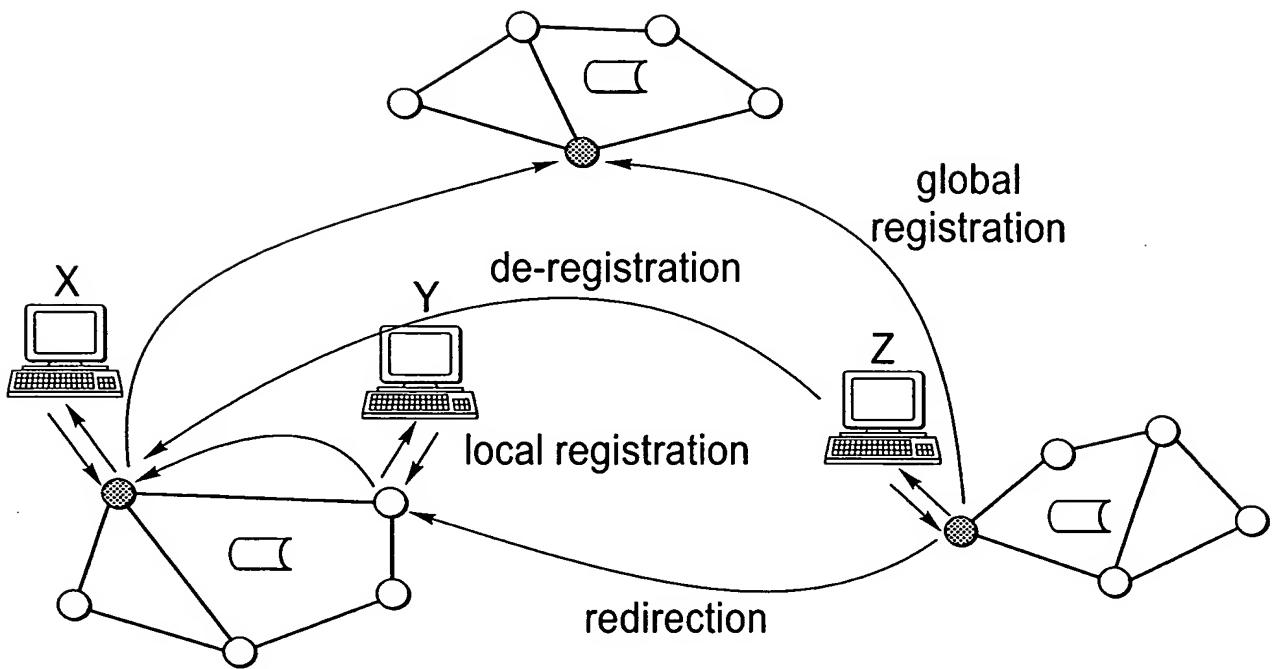 global
registration
de-registration
X
Y
Z
local registration
redirection